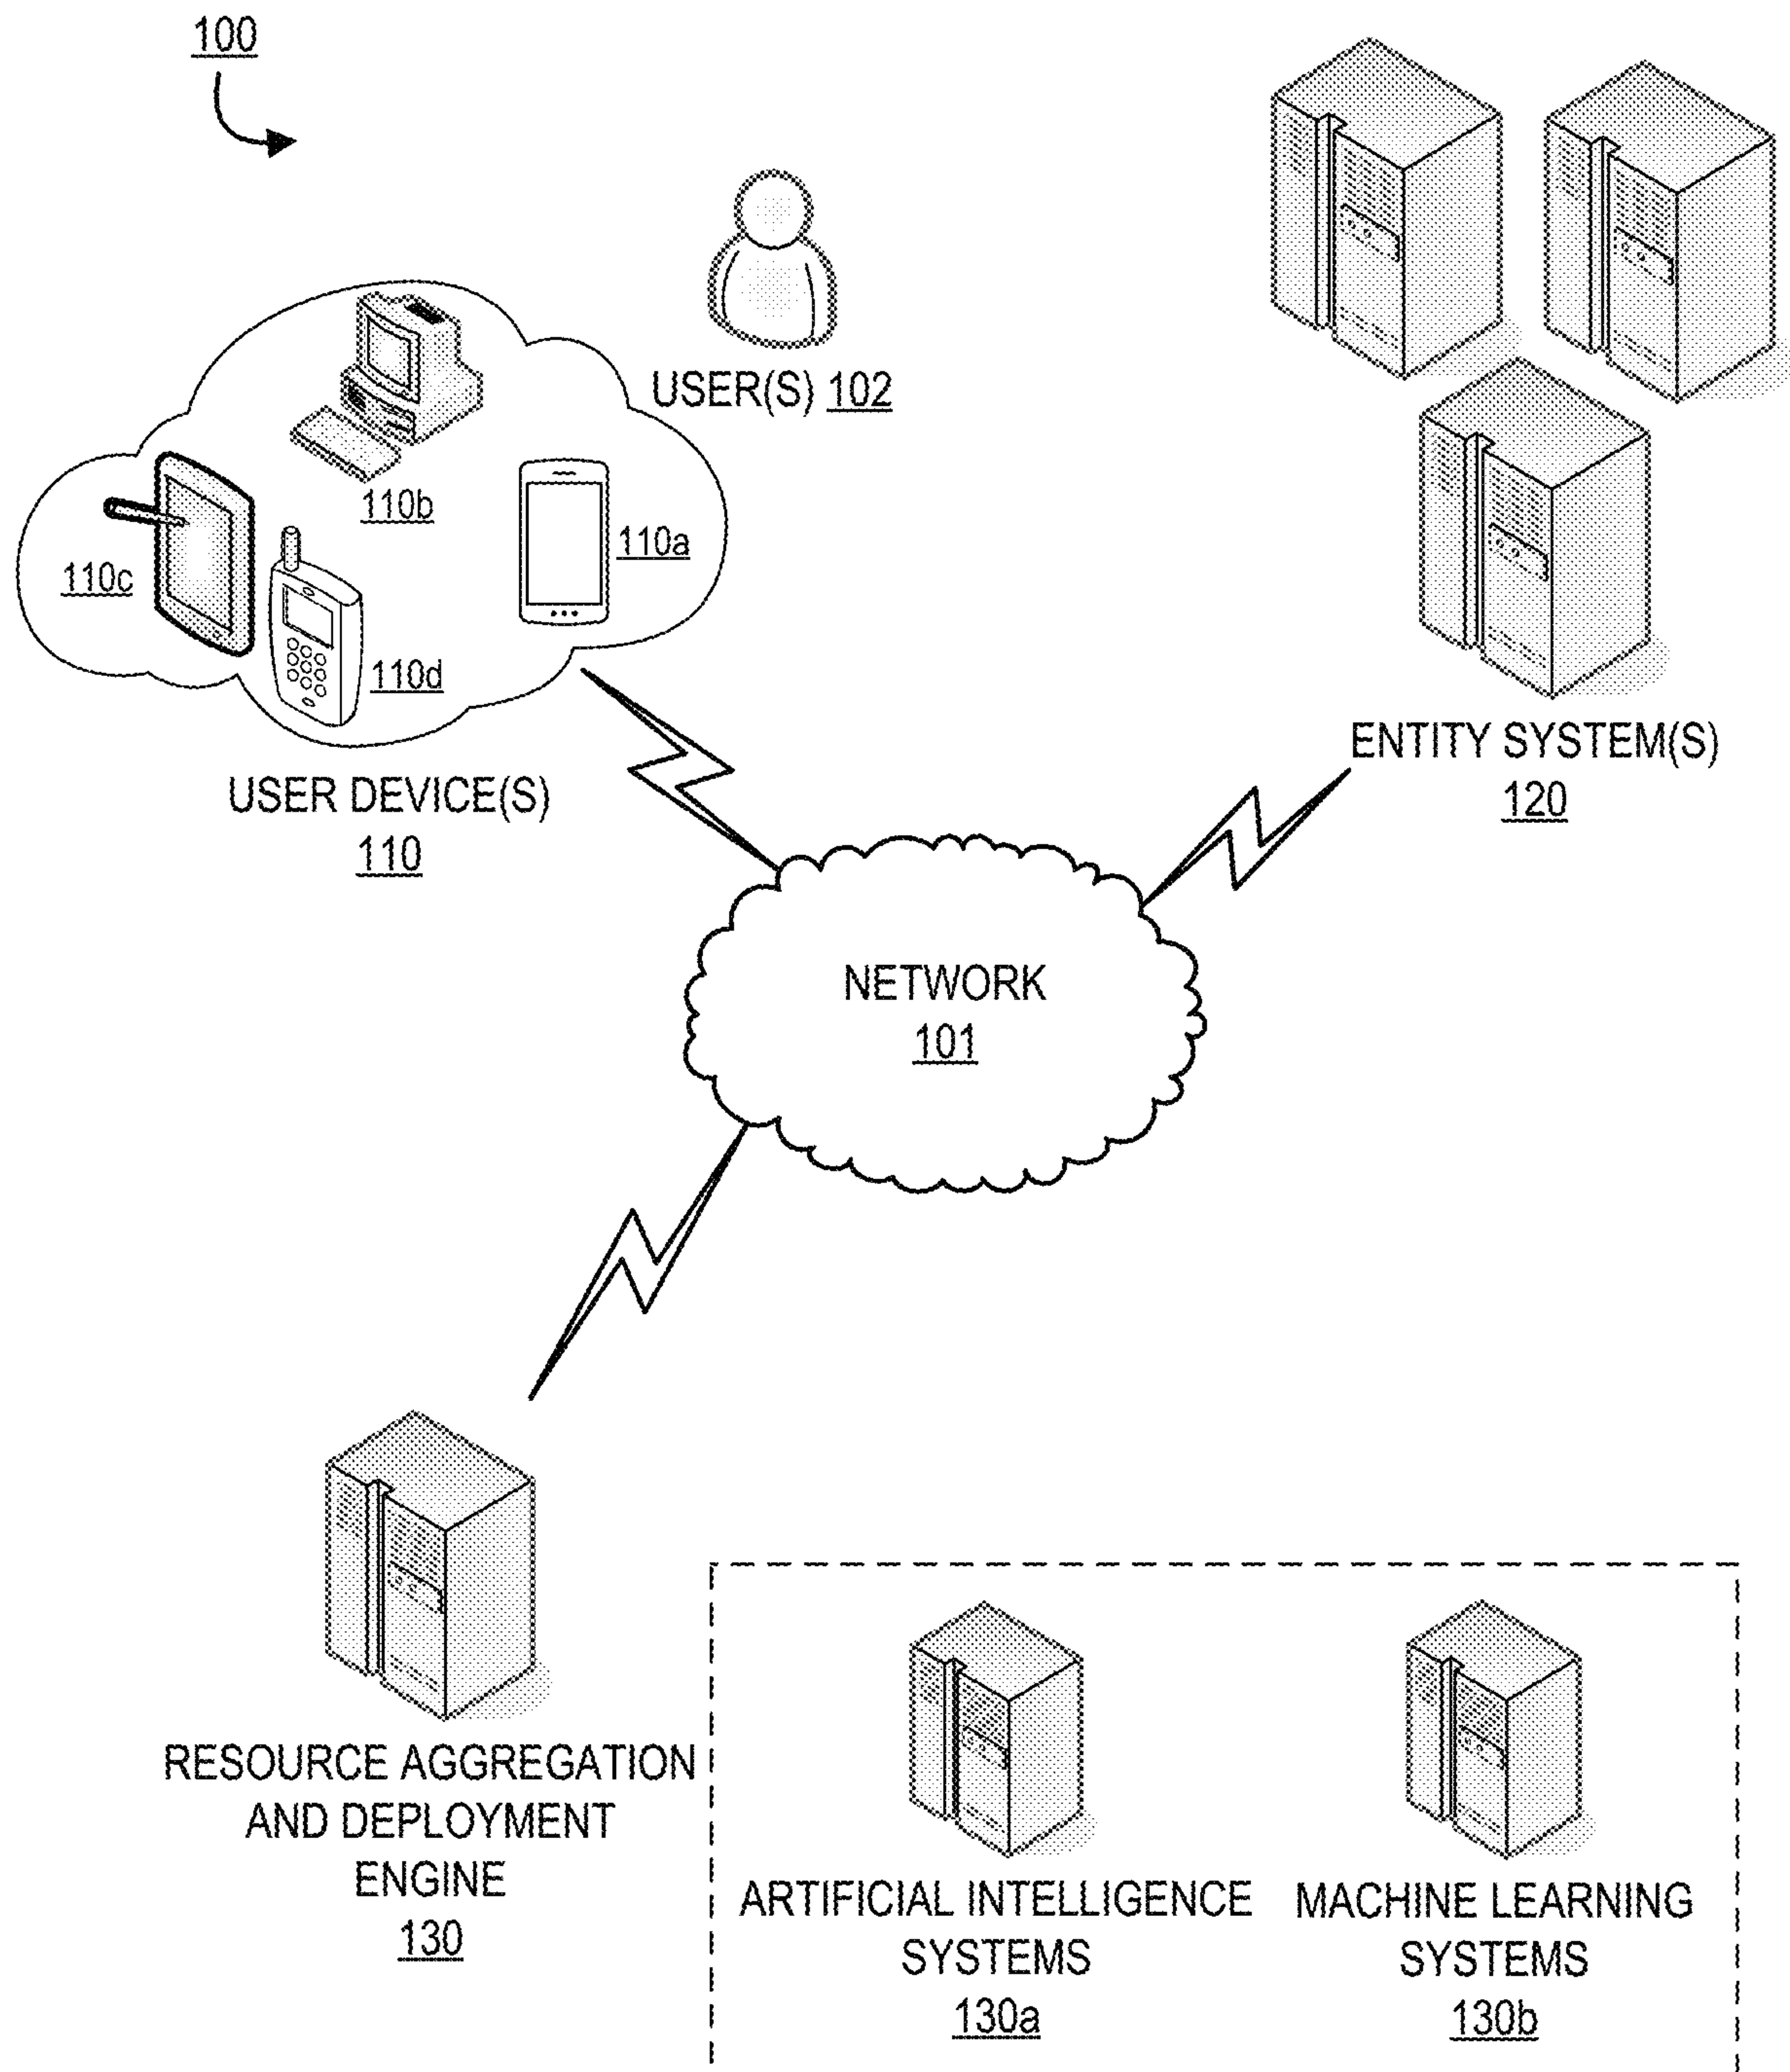 100
USER(S) 102
110b
110a
110c
110d
USER DEVICE(S)
110
ENTITY SYSTEM(S)
120
NETWORK
101
RESOURCE AGGREGATION
AND DEPLOYMENT
ENGINE
130
ARTIFICIAL INTELLIGENCE
SYSTEMS
130a
MACHINE LEARNING
SYSTEMS
130b